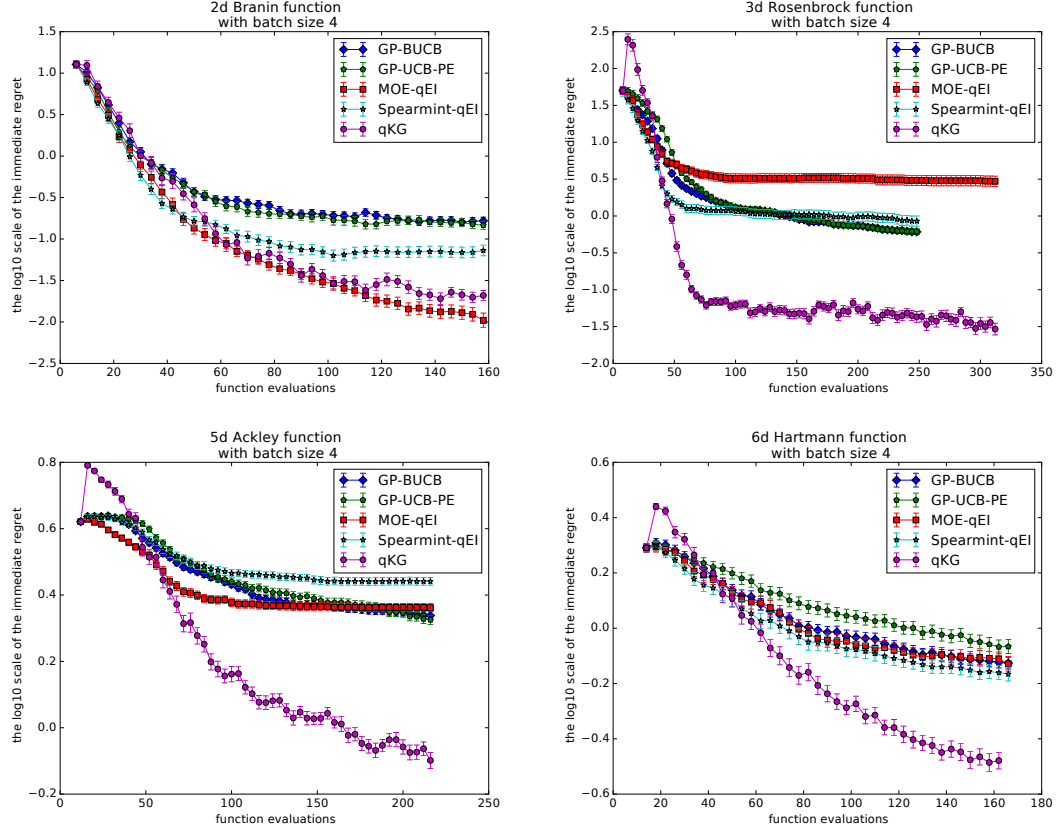 2d Branin function
with batch size 4
the log10 scale of the immediate regret
1.5
1.0
0.5
0.0
−0.5
−1.0
−1.5
−2.0
−2.5
GP-BUCB
GP-UCB-PE
MOE-qEI
Spearmint-qEI
qKG
0 20 40 60 80 100 120 140 160
function evaluations
3d Rosenbrock function
with batch size 4
the log10 scale of the immediate regret
2.5
2.0
1.5
1.0
0.5
0.0
−0.5
−1.0
−1.5
−2.0
GP-BUCB
GP-UCB-PE
MOE-qEI
Spearmint-qEI
qKG
0 50 100 150 200 250 300 350
function evaluations
5d Ackley function
with batch size 4
the log10 scale of the immediate regret
0.8
0.6
0.4
0.2
0.0
−0.2
GP-BUCB
GP-UCB-PE
MOE-qEI
Spearmint-qEI
qKG
0 50 100 150 200 250
function evaluations
6d Hartmann function
with batch size 4
the log10 scale of the immediate regret
0.6
0.4
0.2
0.0
−0.2
−0.4
−0.6
GP-BUCB
GP-UCB-PE
MOE-qEI
Spearmint-qEI
qKG
0 20 40 60 80 100 120 140 160 180
function evaluations